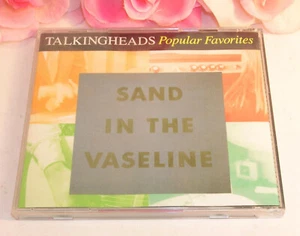 TALKINGHEADS Popular Favorites
SAND
IN THE
VASELINE